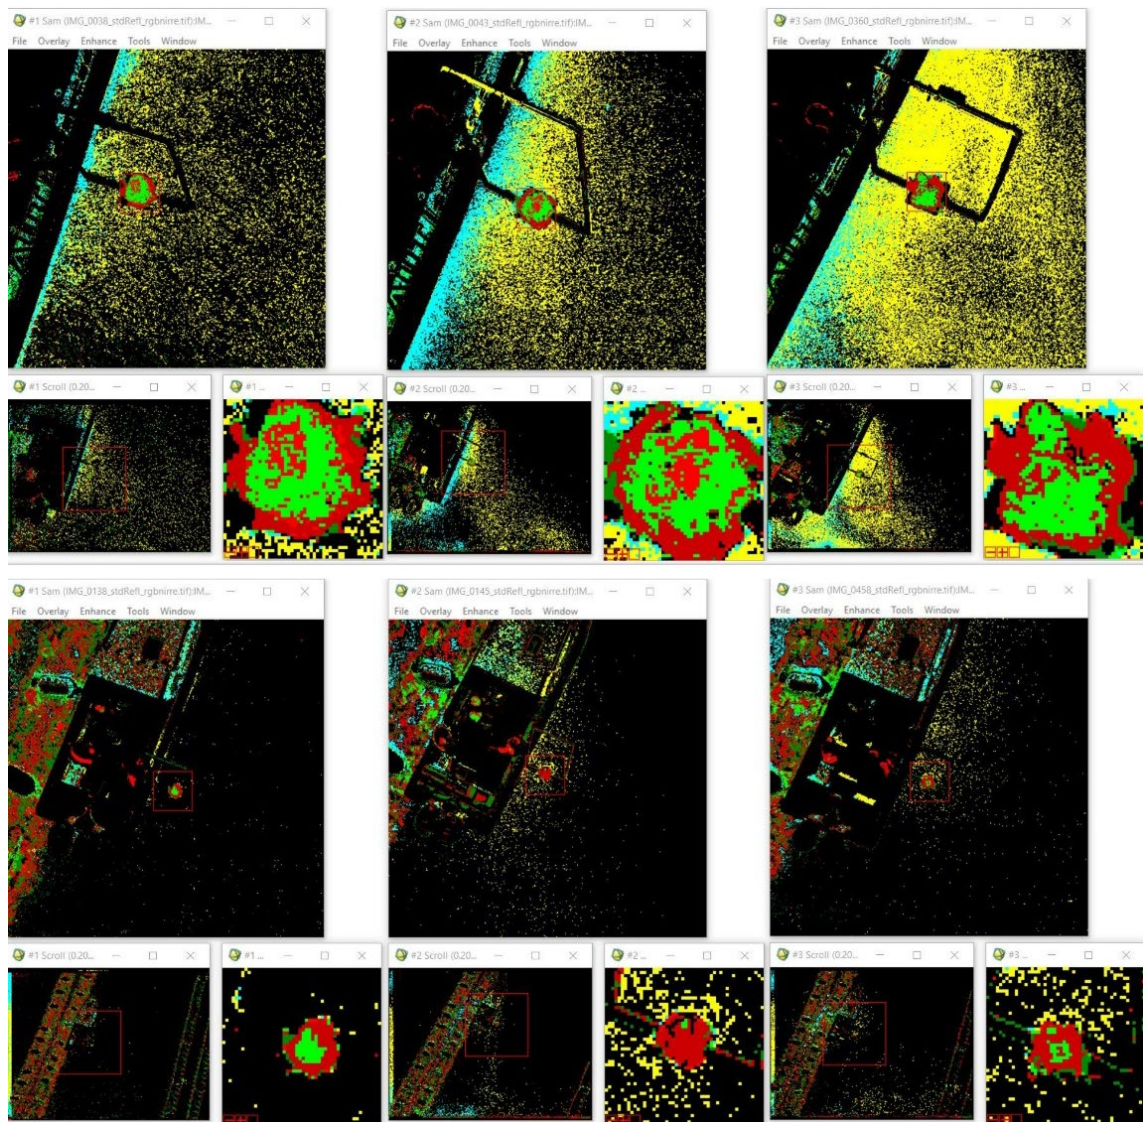 #1 Sam (IMG_0038_stdRefl_rgbnirre.tif):IM...
File Overlay Enhance Tools Window
#2 Sam (IMG_0043_stdRefl_rgbnirre.tif):IM...
File Overlay Enhance Tools Window
#3 Sam (IMG_0360_stdRefl_rgbnirre.tif):IM...
File Overlay Enhance Tools Window
#1 Scroll (0.20...
#1 ...
#2 Scroll (0.20...
#2 ...
#3 Scroll (0.20...
#3 ...
#1 Sam (IMG_0138_stdRefl_rgbnirre.tif):IM...
File Overlay Enhance Tools Window
#2 Sam (IMG_0145_stdRefl_rgbnirre.tif):IM...
File Overlay Enhance Tools Window
#3 Sam (IMG_0458_stdRefl_rgbnirre.tif):IM...
File Overlay Enhance Tools Window
#1 Scroll (0.20...
#1 ...
#2 Scroll (0.20...
#2 ...
#3 Scroll (0.20...
#3 ...